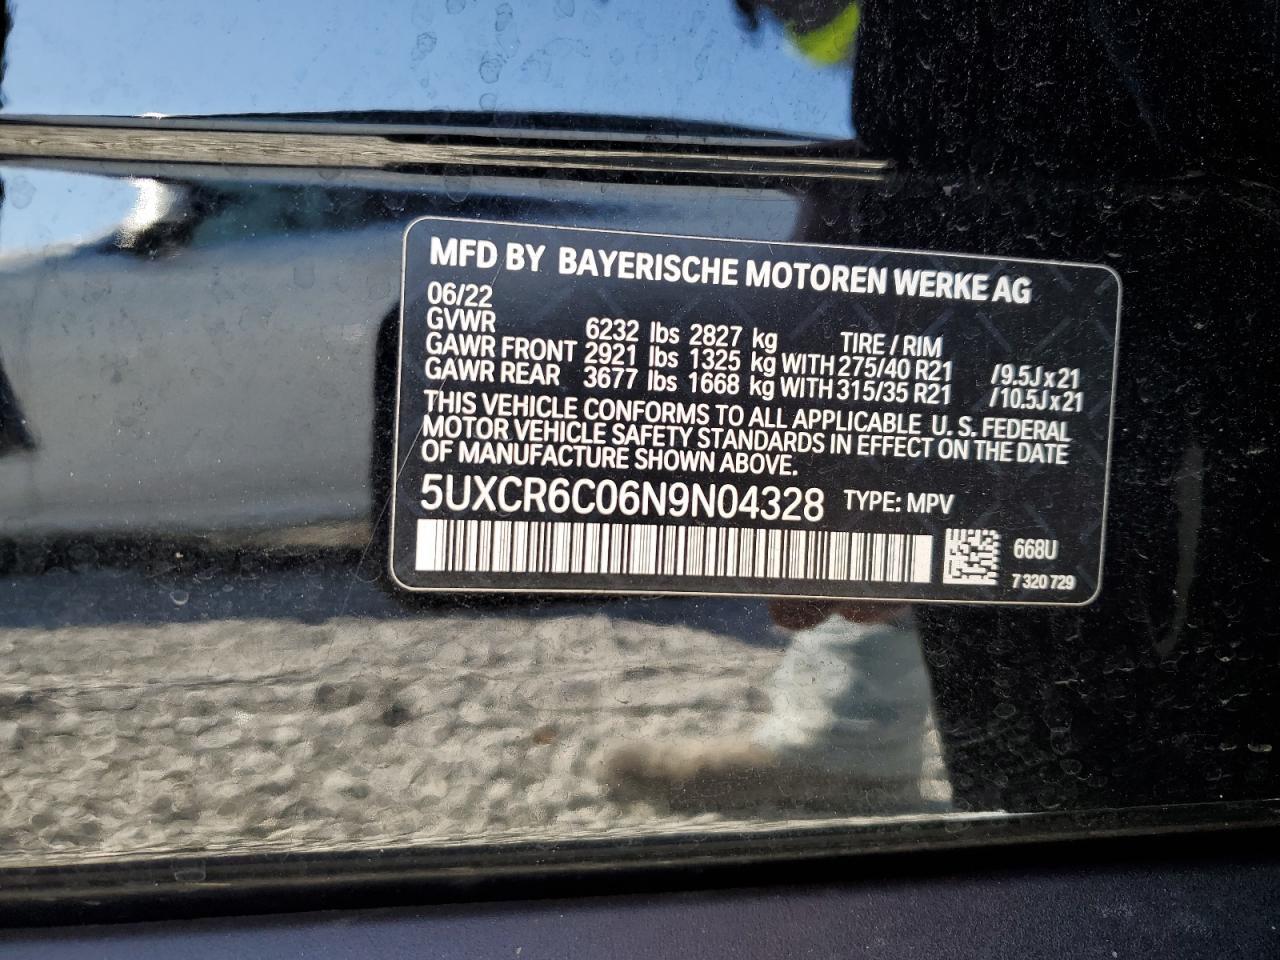 MFD BY BAYERISCHE MOTOREN WERKE AG
06/22
GVWR 6232 lbs 2827 kg TIRE / RIM
GAWR FRONT 2921 lbs 1325 kg WITH 275/40 R21 /9.5J x 21
GAWR REAR 3677 lbs 1668 kg WITH 315/35 R21 /10.5J x 21
THIS VEHICLE CONFORMS TO ALL APPLICABLE U. S. FEDERAL
MOTOR VEHICLE SAFETY STANDARDS IN EFFECT ON THE DATE
OF MANUFACTURE SHOWN ABOVE.
5UXCR6C06N9N04328 TYPE: MPV
668U
7 320 729